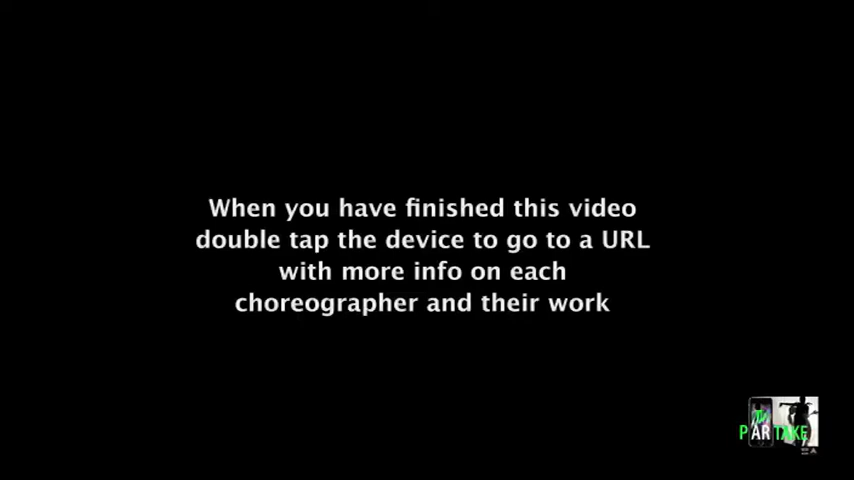 When you have finished this video
double tap the device to go to a URL
with more info on each
choreographer and their work
The
PARTAKE